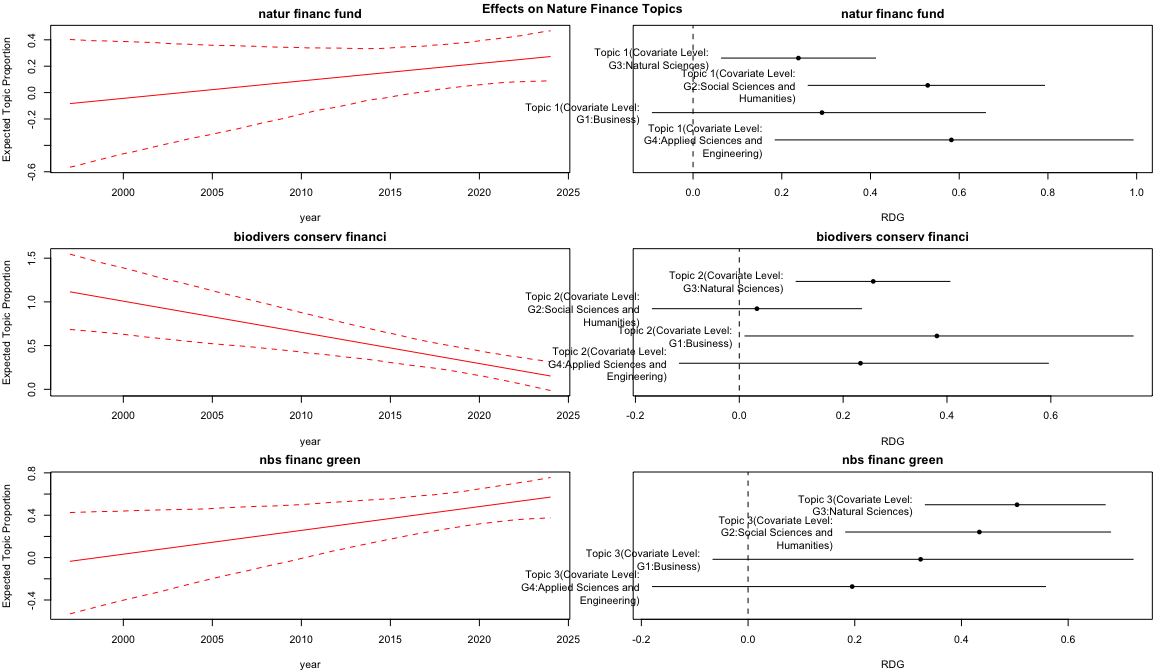 Effects on Nature Finance Topics
natur financ fund
Expected Topic Proportion
0.4
0.2
0.0
-0.2
-0.6
2000
2005
2010
2015
2020
2025
year
natur financ fund
Topic 1(Covariate Level:
G3:Natural Sciences)
Topic 1(Covariate Level:
G2:Social Sciences and
Humanities)
Topic 1(Covariate Level:
G1:Business)
Topic 1(Covariate Level:
G4:Applied Sciences and
Engineering)
0.0
0.2
0.4
0.6
0.8
1.0
RDG
biodivers conserv financi
Expected Topic Proportion
1.5
1.0
0.5
0.0
2000
2005
2010
2015
2020
2025
year
biodivers conserv financi
Topic 2(Covariate Level:
G3:Natural Sciences)
Topic 2(Covariate Level:
G2:Social Sciences and
Humanities)
Topic 2(Covariate Level:
G1:Business)
Topic 2(Covariate Level:
G4:Applied Sciences and
Engineering)
-0.2
0.0
0.2
0.4
0.6
RDG
nbs financ green
Expected Topic Proportion
0.8
0.4
0.0
-0.4
2000
2005
2010
2015
2020
2025
year
nbs financ green
Topic 3(Covariate Level:
G3:Natural Sciences)
Topic 3(Covariate Level:
G2:Social Sciences and
Humanities)
Topic 3(Covariate Level:
G1:Business)
Topic 3(Covariate Level:
G4:Applied Sciences and
Engineering)
-0.2
0.0
0.2
0.4
0.6
RDG